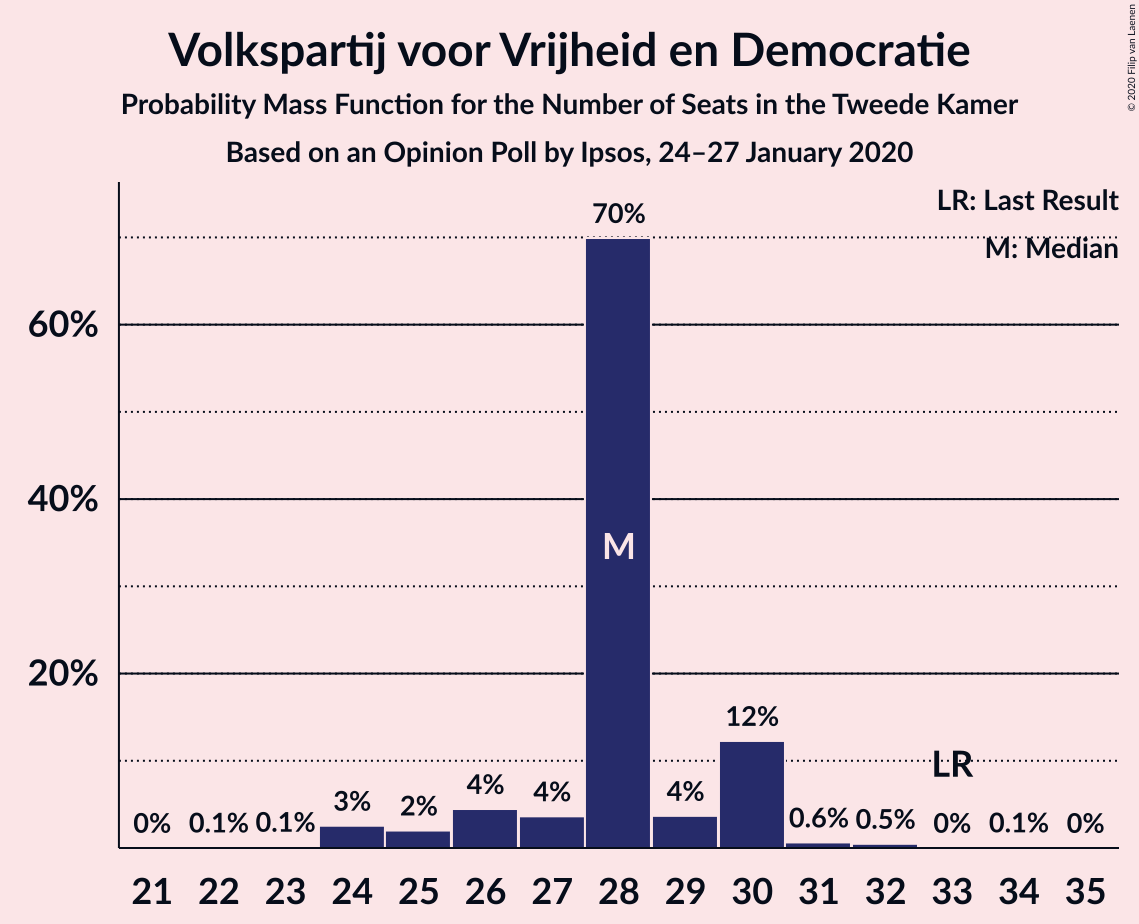 Volkspartij voor Vrijheid en Democratie
Probability Mass Function for the Number of Seats in the Tweede Kamer
Based on an Opinion Poll by Ipsos, 24–27 January 2020
© 2020 Filip van Laenen
LR: Last Result
M: Median
60%
40%
20%
0% 0.1% 0.1% 3% 2% 4% 4% 70% 4% 12% 0.6% 0.5% 0% 0.1% 0%
M
LR
21 22 23 24 25 26 27 28 29 30 31 32 33 34 35